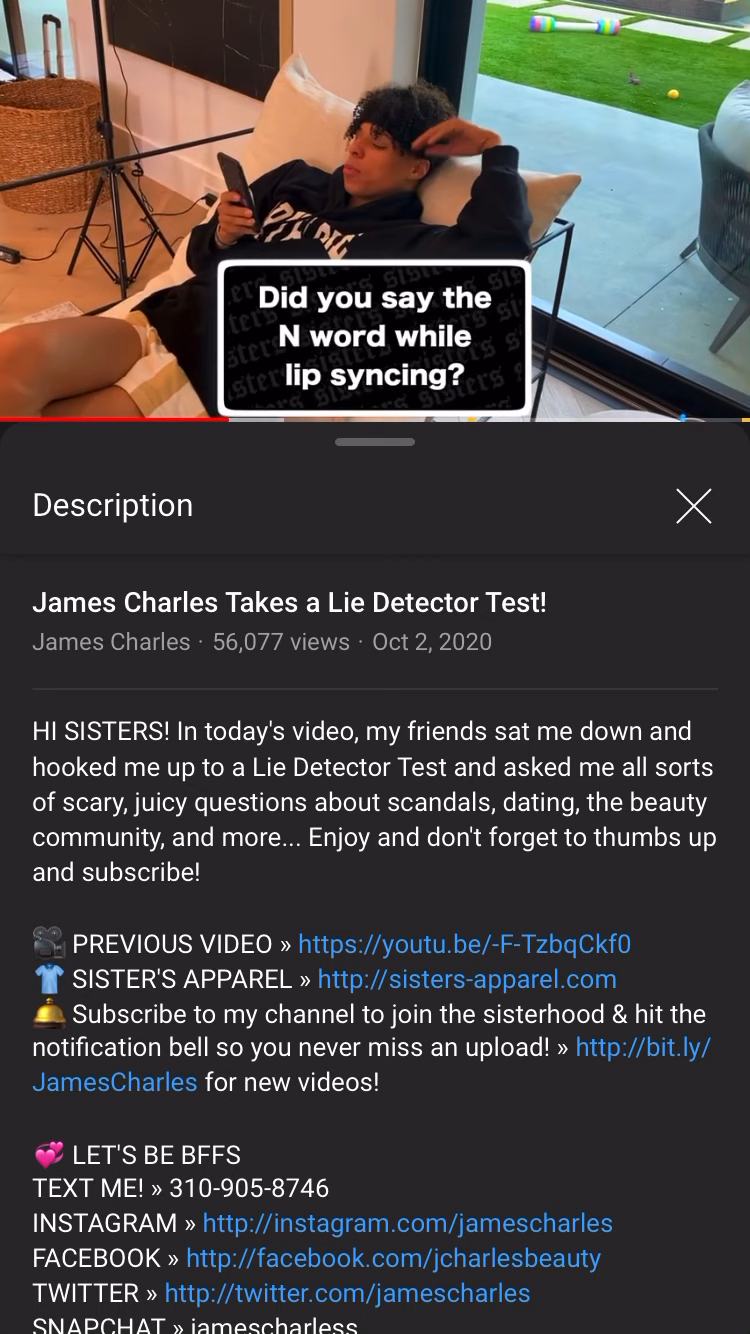 Did you say the
N word while
lip syncing?
Description
James Charles Takes a Lie Detector Test!
James Charles · 56,077 views · Oct 2, 2020
HI SISTERS! In today's video, my friends sat me down and
hooked me up to a Lie Detector Test and asked me all sorts
of scary, juicy questions about scandals, dating, the beauty
community, and more... Enjoy and don't forget to thumbs up
and subscribe!
🎥 PREVIOUS VIDEO » https://youtu.be/-F-TzbqCkf0
👕 SISTER'S APPAREL » http://sisters-apparel.com
🛎 Subscribe to my channel to join the sisterhood & hit the
notification bell so you never miss an upload! » http://bit.ly/
JamesCharles for new videos!
💞 LET'S BE BFFS
TEXT ME! » 310-905-8746
INSTAGRAM » http://instagram.com/jamescharles
FACEBOOK » http://facebook.com/jcharlesbeauty
TWITTER » http://twitter.com/jamescharles
SNAPCHAT » jamescharless